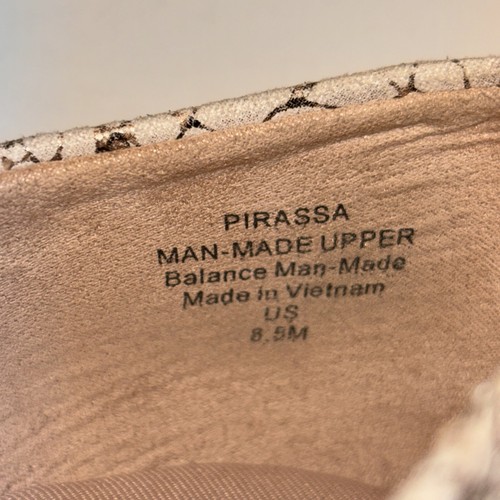 PIRASSA
MAN-MADE UPPER
Balance Man-Made
Made in Vietnam
US
8.5M